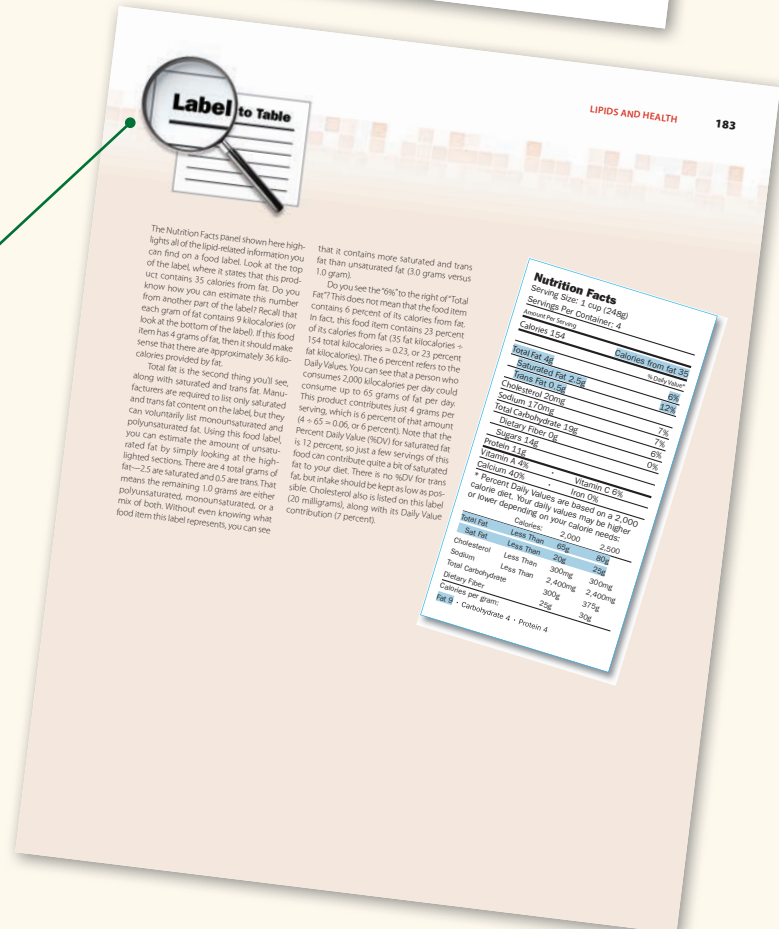 Label to Table
LIPIDS AND HEALTH 183
The Nutrition Facts panel shown here high-
lights all of the lipid-related information you
can find on a food label. Look at the top
of the label, where it states that this prod-
uct contains 35 calories from fat. Do you
know how you can estimate this number
from another part of the label? Recall that
each gram of fat contains 9 kilocalories (or
look at the bottom of the label). If this food
item has 4 grams of fat, then it should make
sense that there are approximately 36 kilo-
calories provided by fat.
Total fat is the second thing you'll see,
along with saturated and trans fat. Manu-
facturers are required to list only saturated
and trans fat content on the label, but they
can voluntarily list monounsaturated and
polyunsaturated fat. Using this food label,
you can estimate the amount of unsatu-
rated fat by simply looking at the high-
lighted sections. There are 4 total grams of
fat—2.5 are saturated and 0.5 are trans. That
means the remaining 1.0 grams are either
polyunsaturated, monounsaturated, or a
mix of both. Without even knowing what
food item this label represents, you can see
that it contains more saturated and trans
fat than unsaturated fat (3.0 grams versus
1.0 gram).
Do you see the "6%" to the right of "Total
Fat"? This does not mean that the food item
contains 6 percent of its calories from fat.
In fact, this food item contains 23 percent
of its calories from fat (35 fat kilocalories ÷
154 total kilocalories = 0.23, or 23 percent
fat kilocalories). The 6 percent refers to the
Daily Values. You can see that a person who
consumes 2,000 kilocalories per day could
consume up to 65 grams of fat per day.
This product contributes just 4 grams per
serving, which is 6 percent of that amount
(4 ÷ 65 = 0.06, or 6 percent). Note that the
Percent Daily Value (%DV) for saturated fat
is 12 percent, so just a few servings of this
food can contribute quite a bit of saturated
fat to your diet. There is no %DV for trans
fat, but intake should be kept as low as pos-
sible. Cholesterol also is listed on this label
(20 milligrams), along with its Daily Value
contribution (7 percent).
Nutrition Facts
Serving Size: 1 cup (248g)
Servings Per Container: 4
Amount Per Serving
Calories 154 Calories from fat 35
% Daily Value*
Total Fat 4g 6%
Saturated Fat 2.5g 12%
Trans Fat 0.5g
Cholesterol 20mg 7%
Sodium 170mg 7%
Total Carbohydrate 19g 6%
Dietary Fiber 0g 0%
Sugars 14g
Protein 11g
Vitamin A 4% · Vitamin C 6%
Calcium 40% · Iron 0%
* Percent Daily Values are based on a 2,000
calorie diet. Your daily values may be higher
or lower depending on your calorie needs:
Calories: 2,000 2,500
Total Fat Less Than 65g 80g
Sat Fat Less Than 20g 25g
Cholesterol Less Than 300mg 300mg
Sodium Less Than 2,400mg 2,400mg
Total Carbohydrate 300g 375g
Dietary Fiber 25g 30g
Calories per gram:
Fat 9 · Carbohydrate 4 · Protein 4